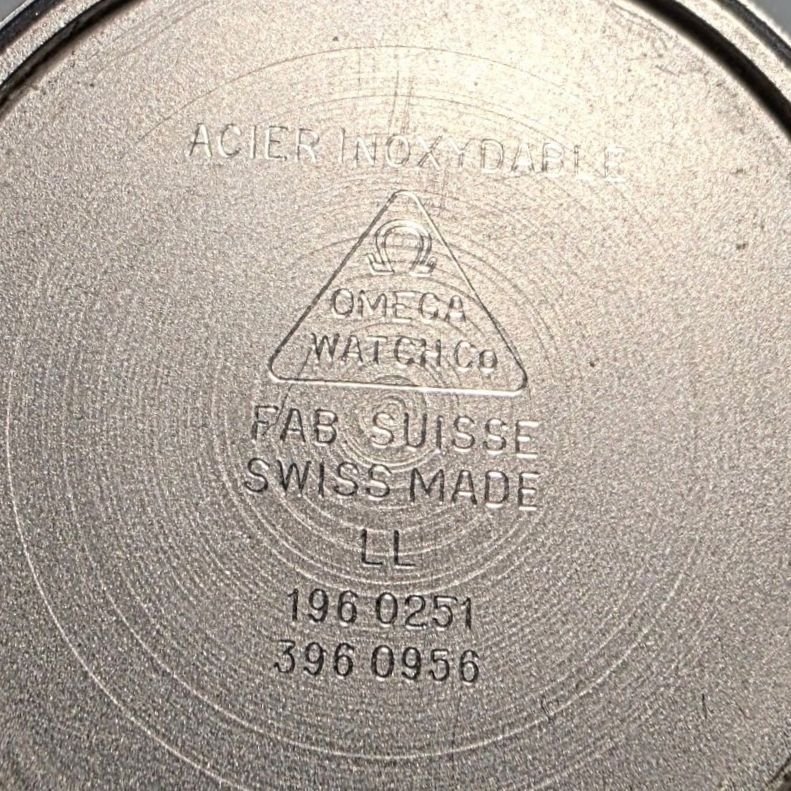 ACIER INOXYDABLE
Ω
OMEGA
WATCH Co
FAB. SUISSE
SWISS MADE
LL
196 0251
396 0956